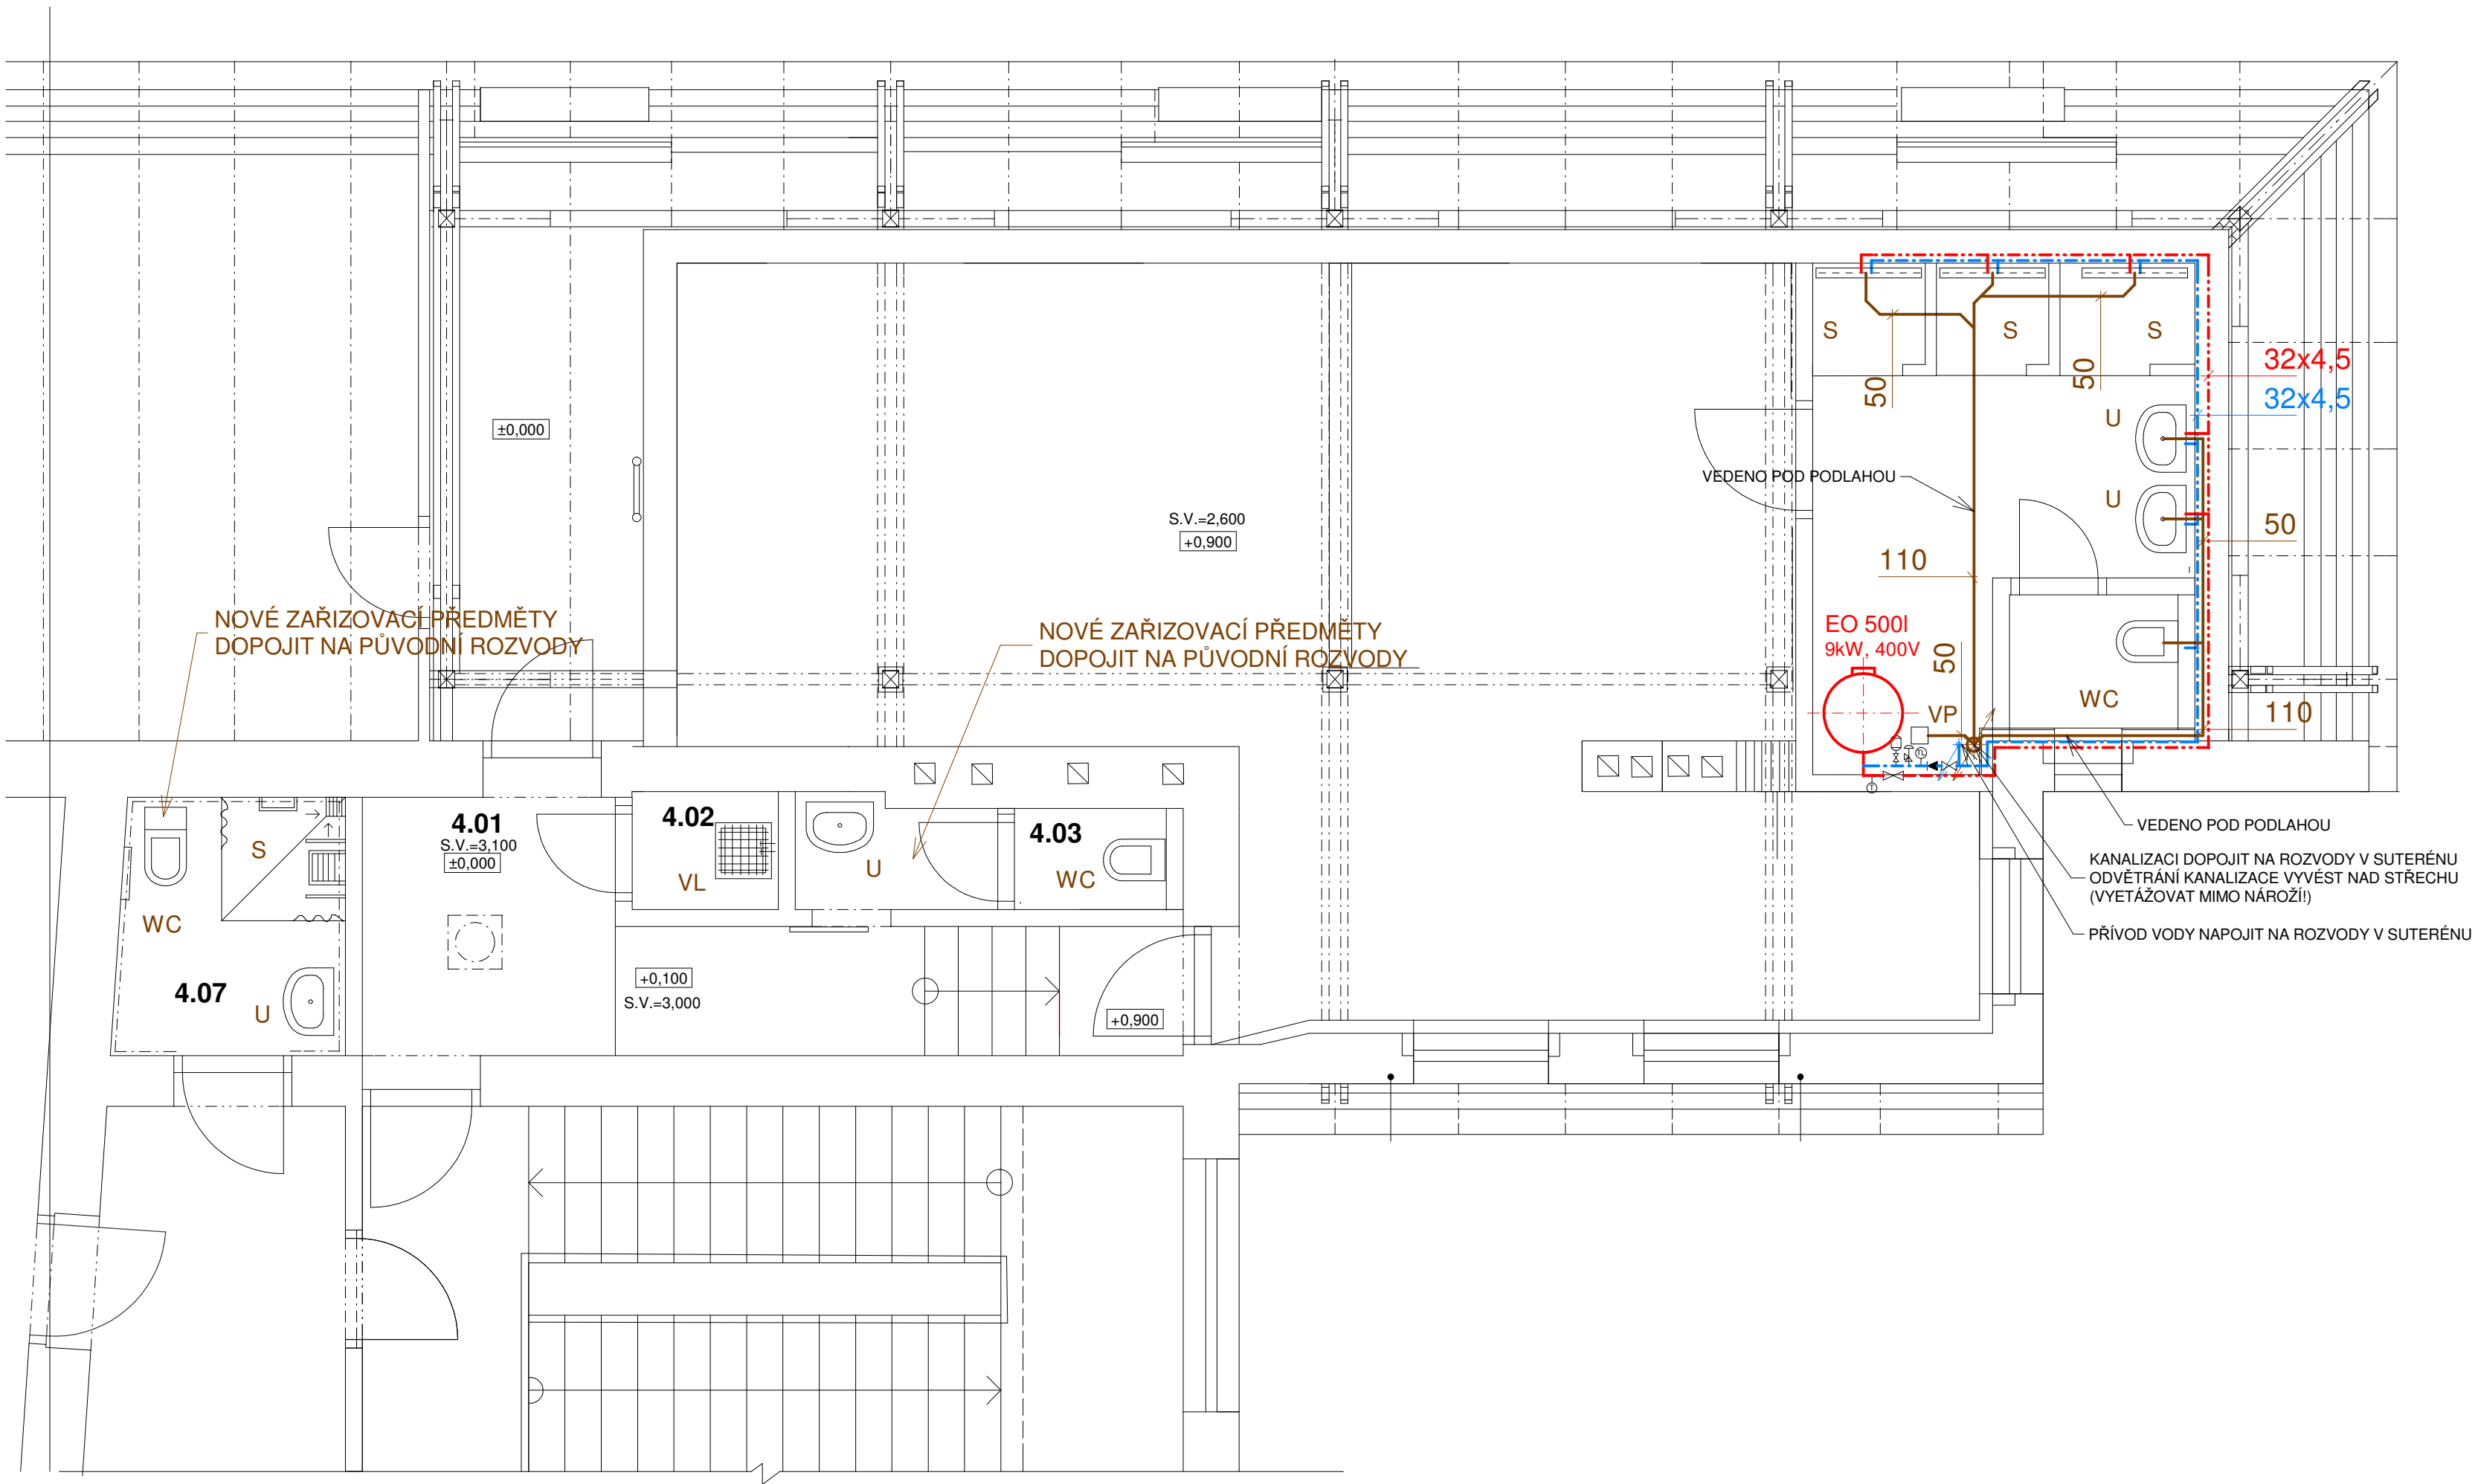 ±0,000
S
S
S
50
50
32x4,5
32x4,5
U
VEDENO POD PODLAHOU
U
S.V.=2,600
+0,900
50
110
NOVÉ ZAŘIZOVACÍ PŘEDMĚTY
DOPOJIT NA PŮVODNÍ ROZVODY
NOVÉ ZAŘIZOVACÍ PŘEDMĚTY
DOPOJIT NA PŮVODNÍ ROZVODY
EO 500l
9kW, 400V
50
WC
VP
110
4.01
S.V.=3,100
±0,000
4.02
VL
U
4.03
WC
S
WC
4.07
U
VEDENO POD PODLAHOU
KANALIZACI DOPOJIT NA ROZVODY V SUTERÉNU
ODVĚTRÁNÍ KANALIZACE VYVÉST NAD STŘECHU
(VYETÁŽOVAT MIMO NÁROŽÍ!)
PŘÍVOD VODY NAPOJIT NA ROZVODY V SUTERÉNU
+0,100
S.V.=3,000
+0,900